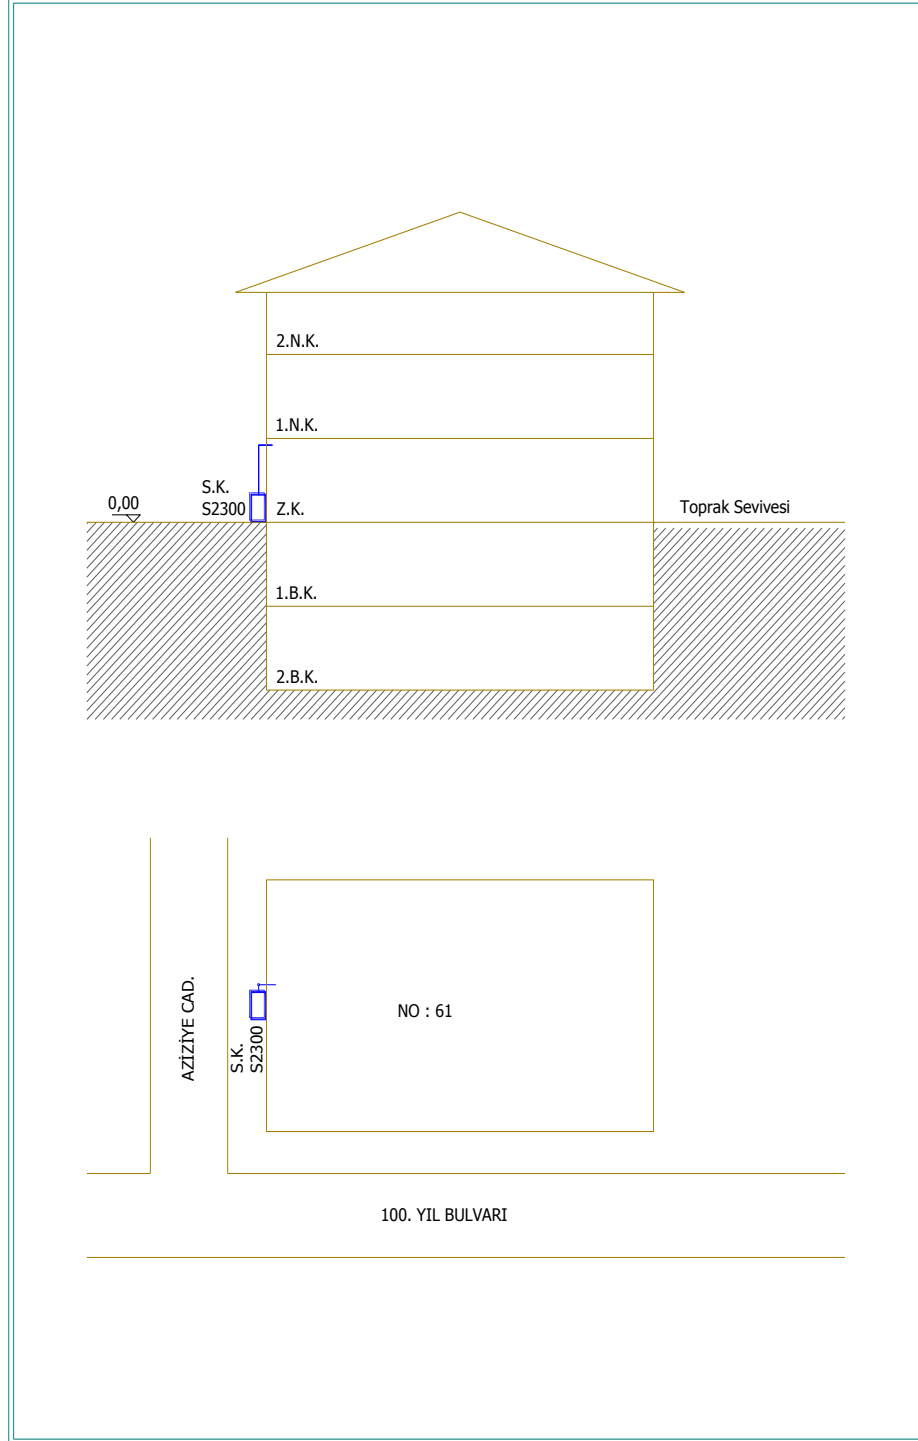 2.N.K.
1.N.K.
S.K.
S2300
0,00
Z.K.
Toprak Sevivesi
1.B.K.
2.B.K.
AZİZİYE CAD.
S.K.
S2300
NO : 61
100. YIL BULVARI